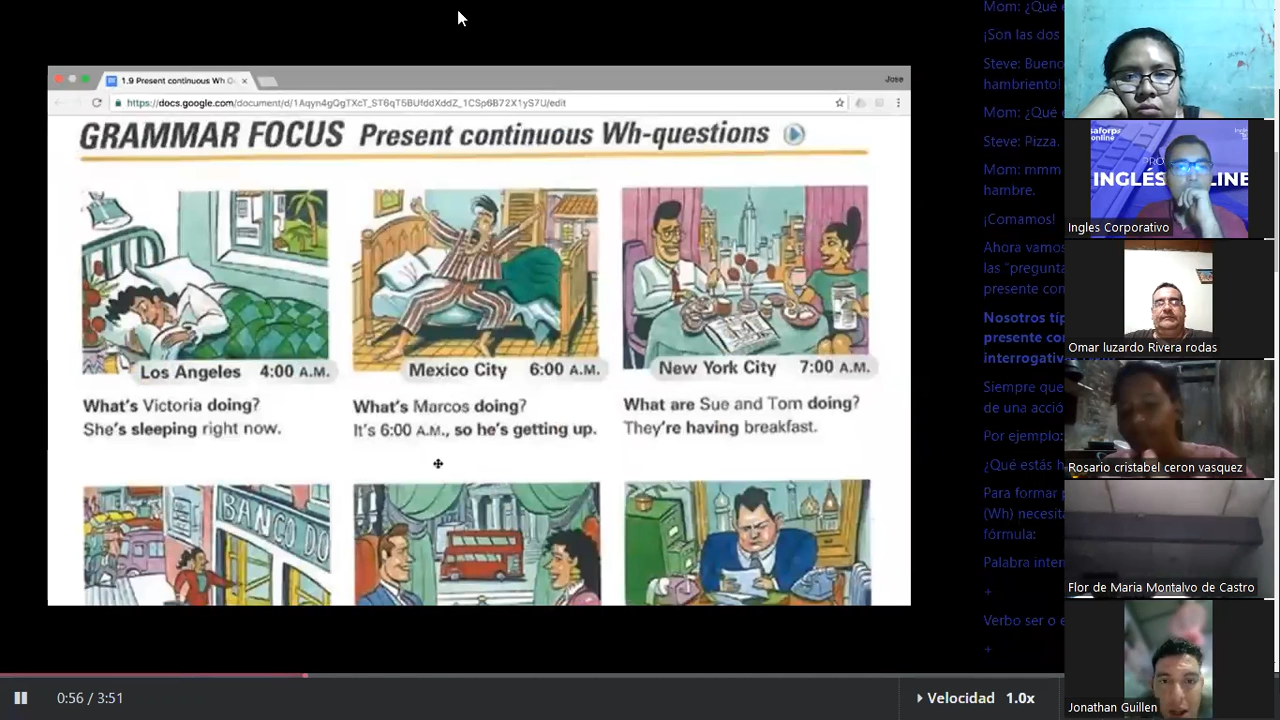 1.9 Present continuous Wh Q
Jose
https://docs.google.com/document/d/1Aqyn4gQgTXcT_ST6qT5BUfddXddZ_1CSp6B72X1yS7U/edit
GRAMMAR FOCUS Present continuous Wh-questions
Los Angeles 4:00 A.M.
Mexico City 6:00 A.M.
New York City 7:00 A.M.
What's Victoria doing?
She's sleeping right now.
What's Marcos doing?
It's 6:00 A.M., so he's getting up.
What are Sue and Tom doing?
They're having breakfast.
BANCO DO
0:56 / 3:51
Velocidad 1.0x
Mom: ¿Qué
¡Son las dos
Steve: Bueno
hambriento!
Mom: ¿Qué
Steve: Pizza.
Mom: mmm
hambre.
¡Comamos!
Ahora vamos
las "pregunta
presente con
Nosotros
presente co
interrogativ
Siempre que
de una acció
Por ejemplo:
¿Qué estás h
Para formar
(Wh) necesit
fórmula:
Palabra inter
+
Verbo ser o e
+
saforp
online
PRO
INGLÉS LINE
Ingles Corporativo
Omar luzardo Rivera rodas
Rosario cristabel ceron vasquez
Flor de Maria Montalvo de Castro
Jonathan Guillen